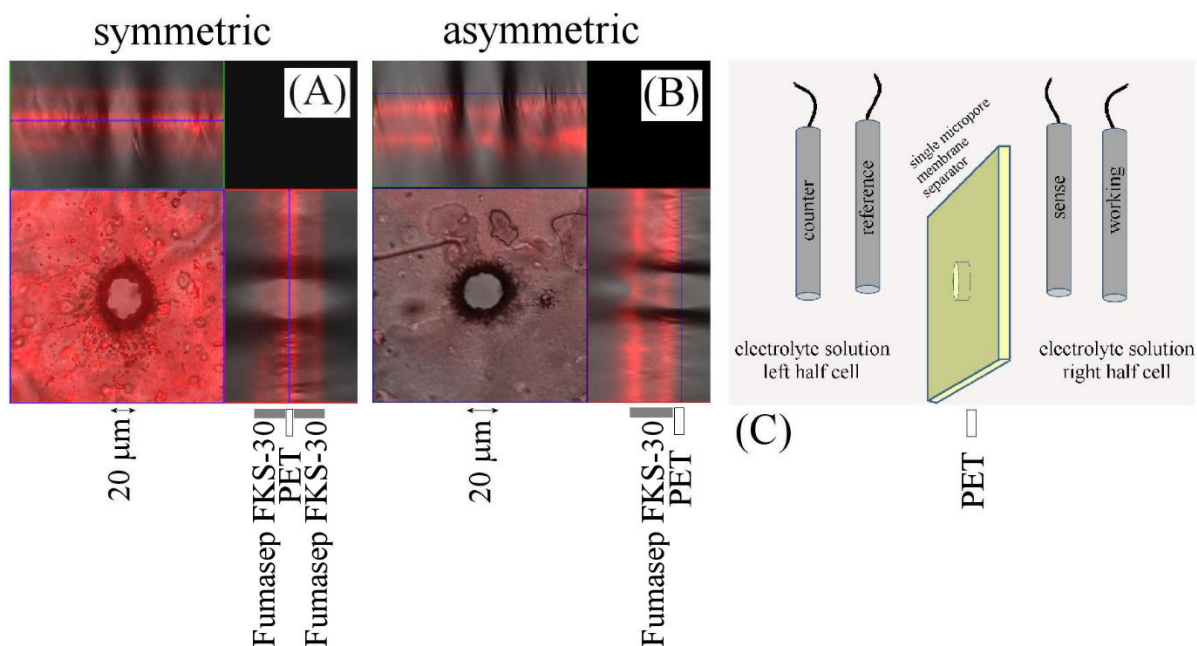 symmetric
asymmetric
(A)
(B)
20 µm
Fumasep FKS-30
PET
Fumasep FKS-30
20 µm
Fumasep FKS-30
PET
counter
reference
single micropore
membrane
separator
sense
working
electrolyte solution
left half cell
electrolyte solution
right half cell
(C)
PET